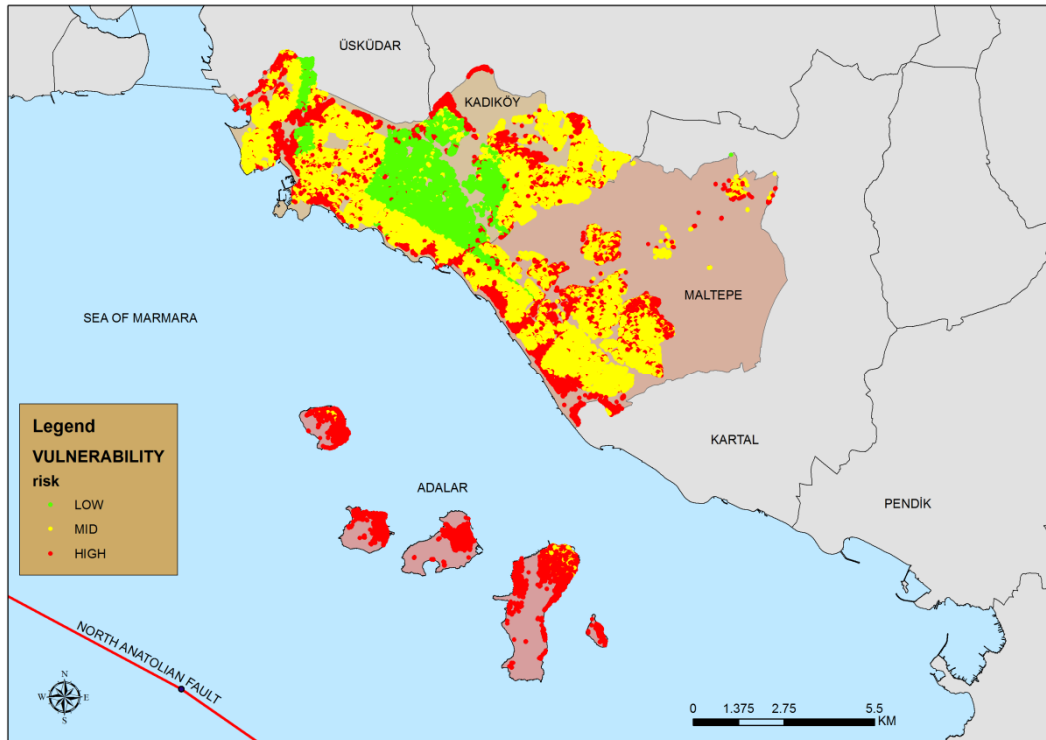 ÜSKÜDAR
KADIKÖY
MALTEPE
SEA OF MARMARA
KARTAL
PENDİK
ADALAR
Legend
VULNERABILITY
risk
LOW
MID
HIGH
NORTH ANATOLIAN FAULT
N
W
E
S
0 1.375 2.75 5.5
KM